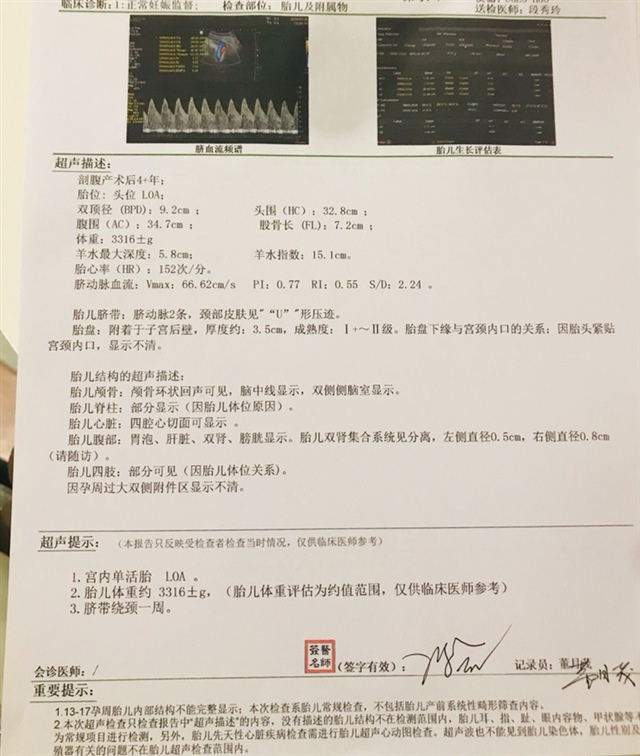 临床诊断：1:正常妊娠监督； 检查部位：胎儿及附属物
送检医师：段秀玲
脐血流频谱
胎儿生长评估表
超声描述：
剖腹产术后4+年；
胎位：头位 LOA；
双顶径 (BPD)：9.2cm ； 头围 (HC)：32.8cm ；
腹围 (AC)：34.7cm ； 股骨长 (FL)：7.2cm ；
体重：3316±g
羊水最大深度：5.8cm； 羊水指数：15.1cm。
胎心率 (HR)：152次/分。
脐动脉血流：Vmax：66.62cm/s PI：0.77 RI：0.55 S/D：2.24 。
胎儿脐带：脐动脉2条，颈部皮肤见"“U”"形压迹。
胎盘：附着于子宫后壁，厚度约：3.5cm，成熟度：Ⅰ+～Ⅱ级。胎盘下缘与宫颈内口的关系：因胎头紧贴
宫颈内口，显示不清。
胎儿结构的超声描述：
胎儿颅骨：颅骨环状回声可见，脑中线显示，双侧侧脑室显示。
胎儿脊柱：部分显示（因胎儿体位原因）。
胎儿心脏：四腔心切面可显示 。
胎儿腹部：胃泡、肝脏、双肾、膀胱显示。胎儿双肾集合系统见分离，左侧直径0.5cm，右侧直径0.8cm
(请随访) 。
胎儿四肢：部分可见（因胎儿体位关系)。
因孕周过大双侧附件区显示不清。
超声提示：（本报告只反映受检查者检查当时情况，仅供临床医师参考）
1. 宫内单活胎 LOA 。
2. 胎儿体重约 3316±g，（胎儿体重评估为约值范围，仅供临床医师参考）
3. 脐带绕颈一周。
会诊医师：/ (签字有效)： 记录员：董月茂
重要提示：
1.13-17孕周胎儿内部结构不能完整显示；本次检查系胎儿常规检查，不包括胎儿产前系统性畸形筛查内容。
2.本次超声检查只检查报告中“超声描述”的内容，没有描述的胎儿结构不在检测范围内，胎儿耳、指、趾、眼内容物、甲状腺等不
为常规项目进行检测，另外，胎儿先天性心脏疾病检查需进行胎儿超声心动图检查。超声波也不能见到胎儿染色体，胎儿性别及
殖器有关的问题不在胎儿超声检查范围内。